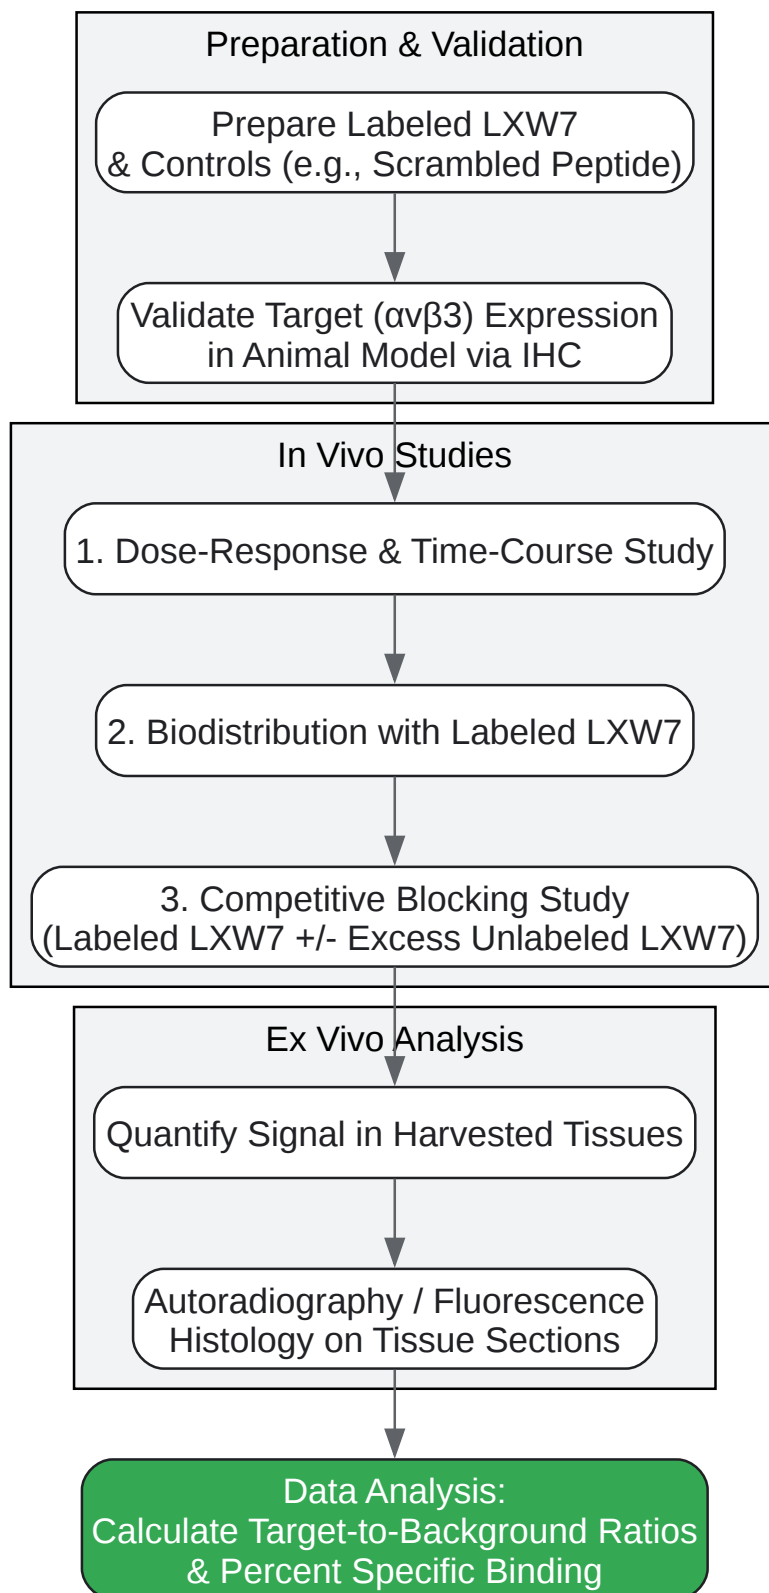 Preparation & Validation
Prepare Labeled LXW7
& Controls (e.g., Scrambled Peptide)
Validate Target (αvβ3) Expression
in Animal Model via IHC
In Vivo Studies
1. Dose-Response & Time-Course Study
2. Biodistribution with Labeled LXW7
3. Competitive Blocking Study
(Labeled LXW7 +/- Excess Unlabeled LXW7)
Ex Vivo Analysis
Quantify Signal in Harvested Tissues
Autoradiography / Fluorescence
Histology on Tissue Sections
Data Analysis:
Calculate Target-to-Background Ratios
& Percent Specific Binding